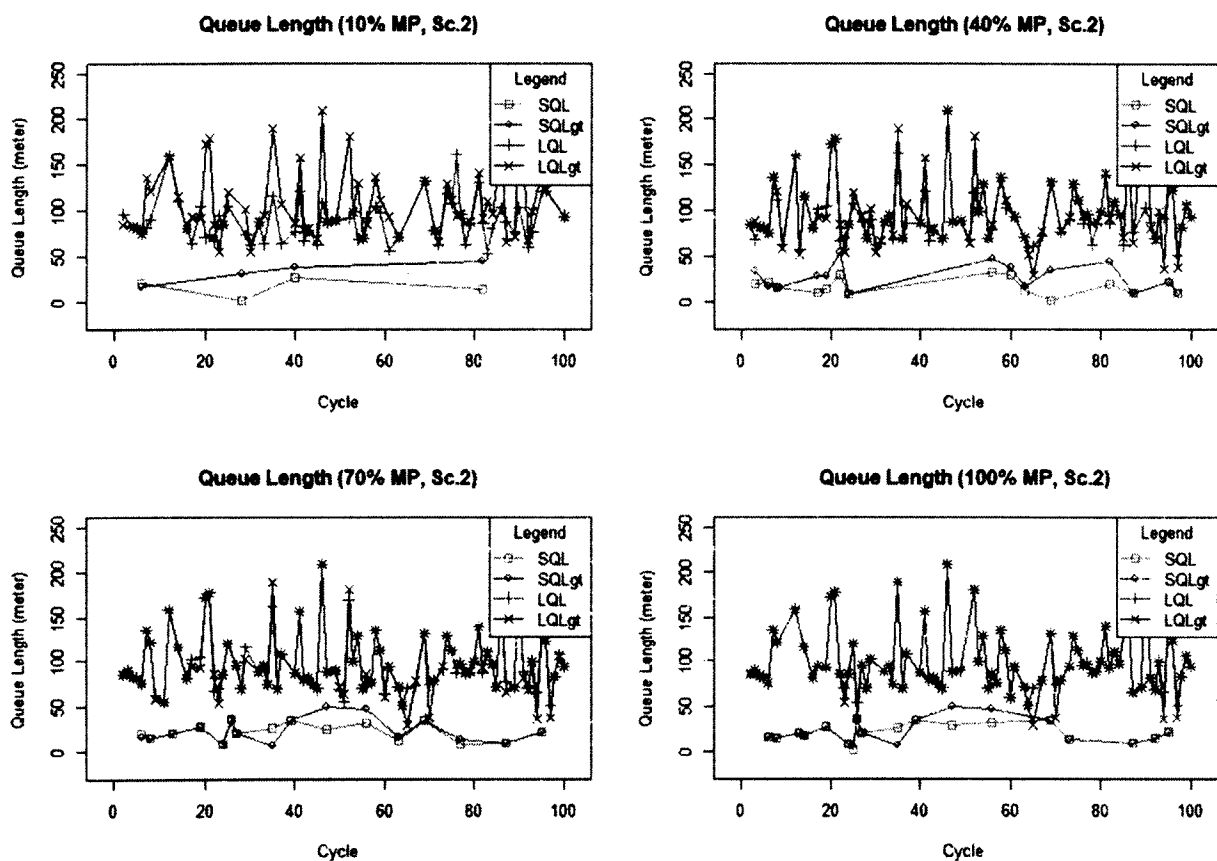 Queue Length (10% MP, Sc.2)
Queue Length (meter)
250
200
150
100
50
0
Legend
SQL
SQLgt
LQL
LQLgt
0 20 40 60 80 100
Cycle
Queue Length (40% MP, Sc.2)
Queue Length (meter)
250
200
150
100
50
0
Legend
SQL
SQLgt
LQL
LQLgt
0 20 40 60 80 100
Cycle
Queue Length (70% MP, Sc.2)
Queue Length (meter)
250
200
150
100
50
0
Legend
SQL
SQLgt
LQL
LQLgt
0 20 40 60 80 100
Cycle
Queue Length (100% MP, Sc.2)
Queue Length (meter)
250
200
150
100
50
0
Legend
SQL
SQLgt
LQL
LQLgt
0 20 40 60 80 100
Cycle